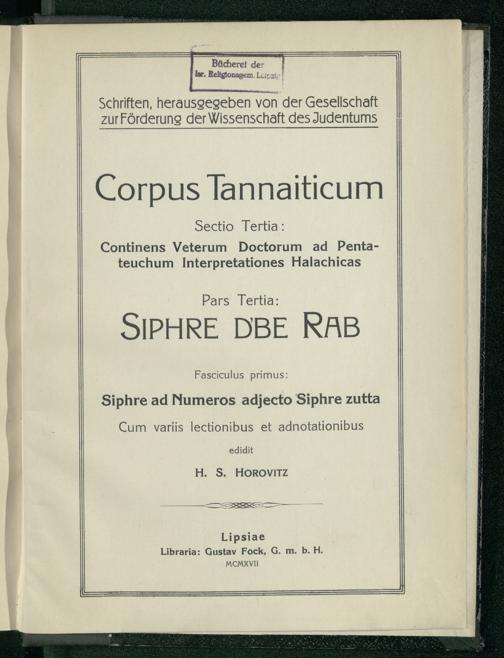 Bücherei der
Isr. Religionsgem. Leipzig
Schriften, herausgegeben von der Gesellschaft
zur Förderung der Wissenschaft des Judentums
Corpus Tannaiticum
Sectio Tertia:
Continens Veterum Doctorum ad Penta-
teuchum Interpretationes Halachicas
Pars Tertia:
SIPHRE D'BE RAB
Fasciculus primus:
Siphre ad Numeros adjecto Siphre zutta
Cum variis lectionibus et adnotationibus
edidit
H. S. HOROVITZ
Lipsiae
Libraria: Gustav Fock, G. m. b. H.
MCMXVII